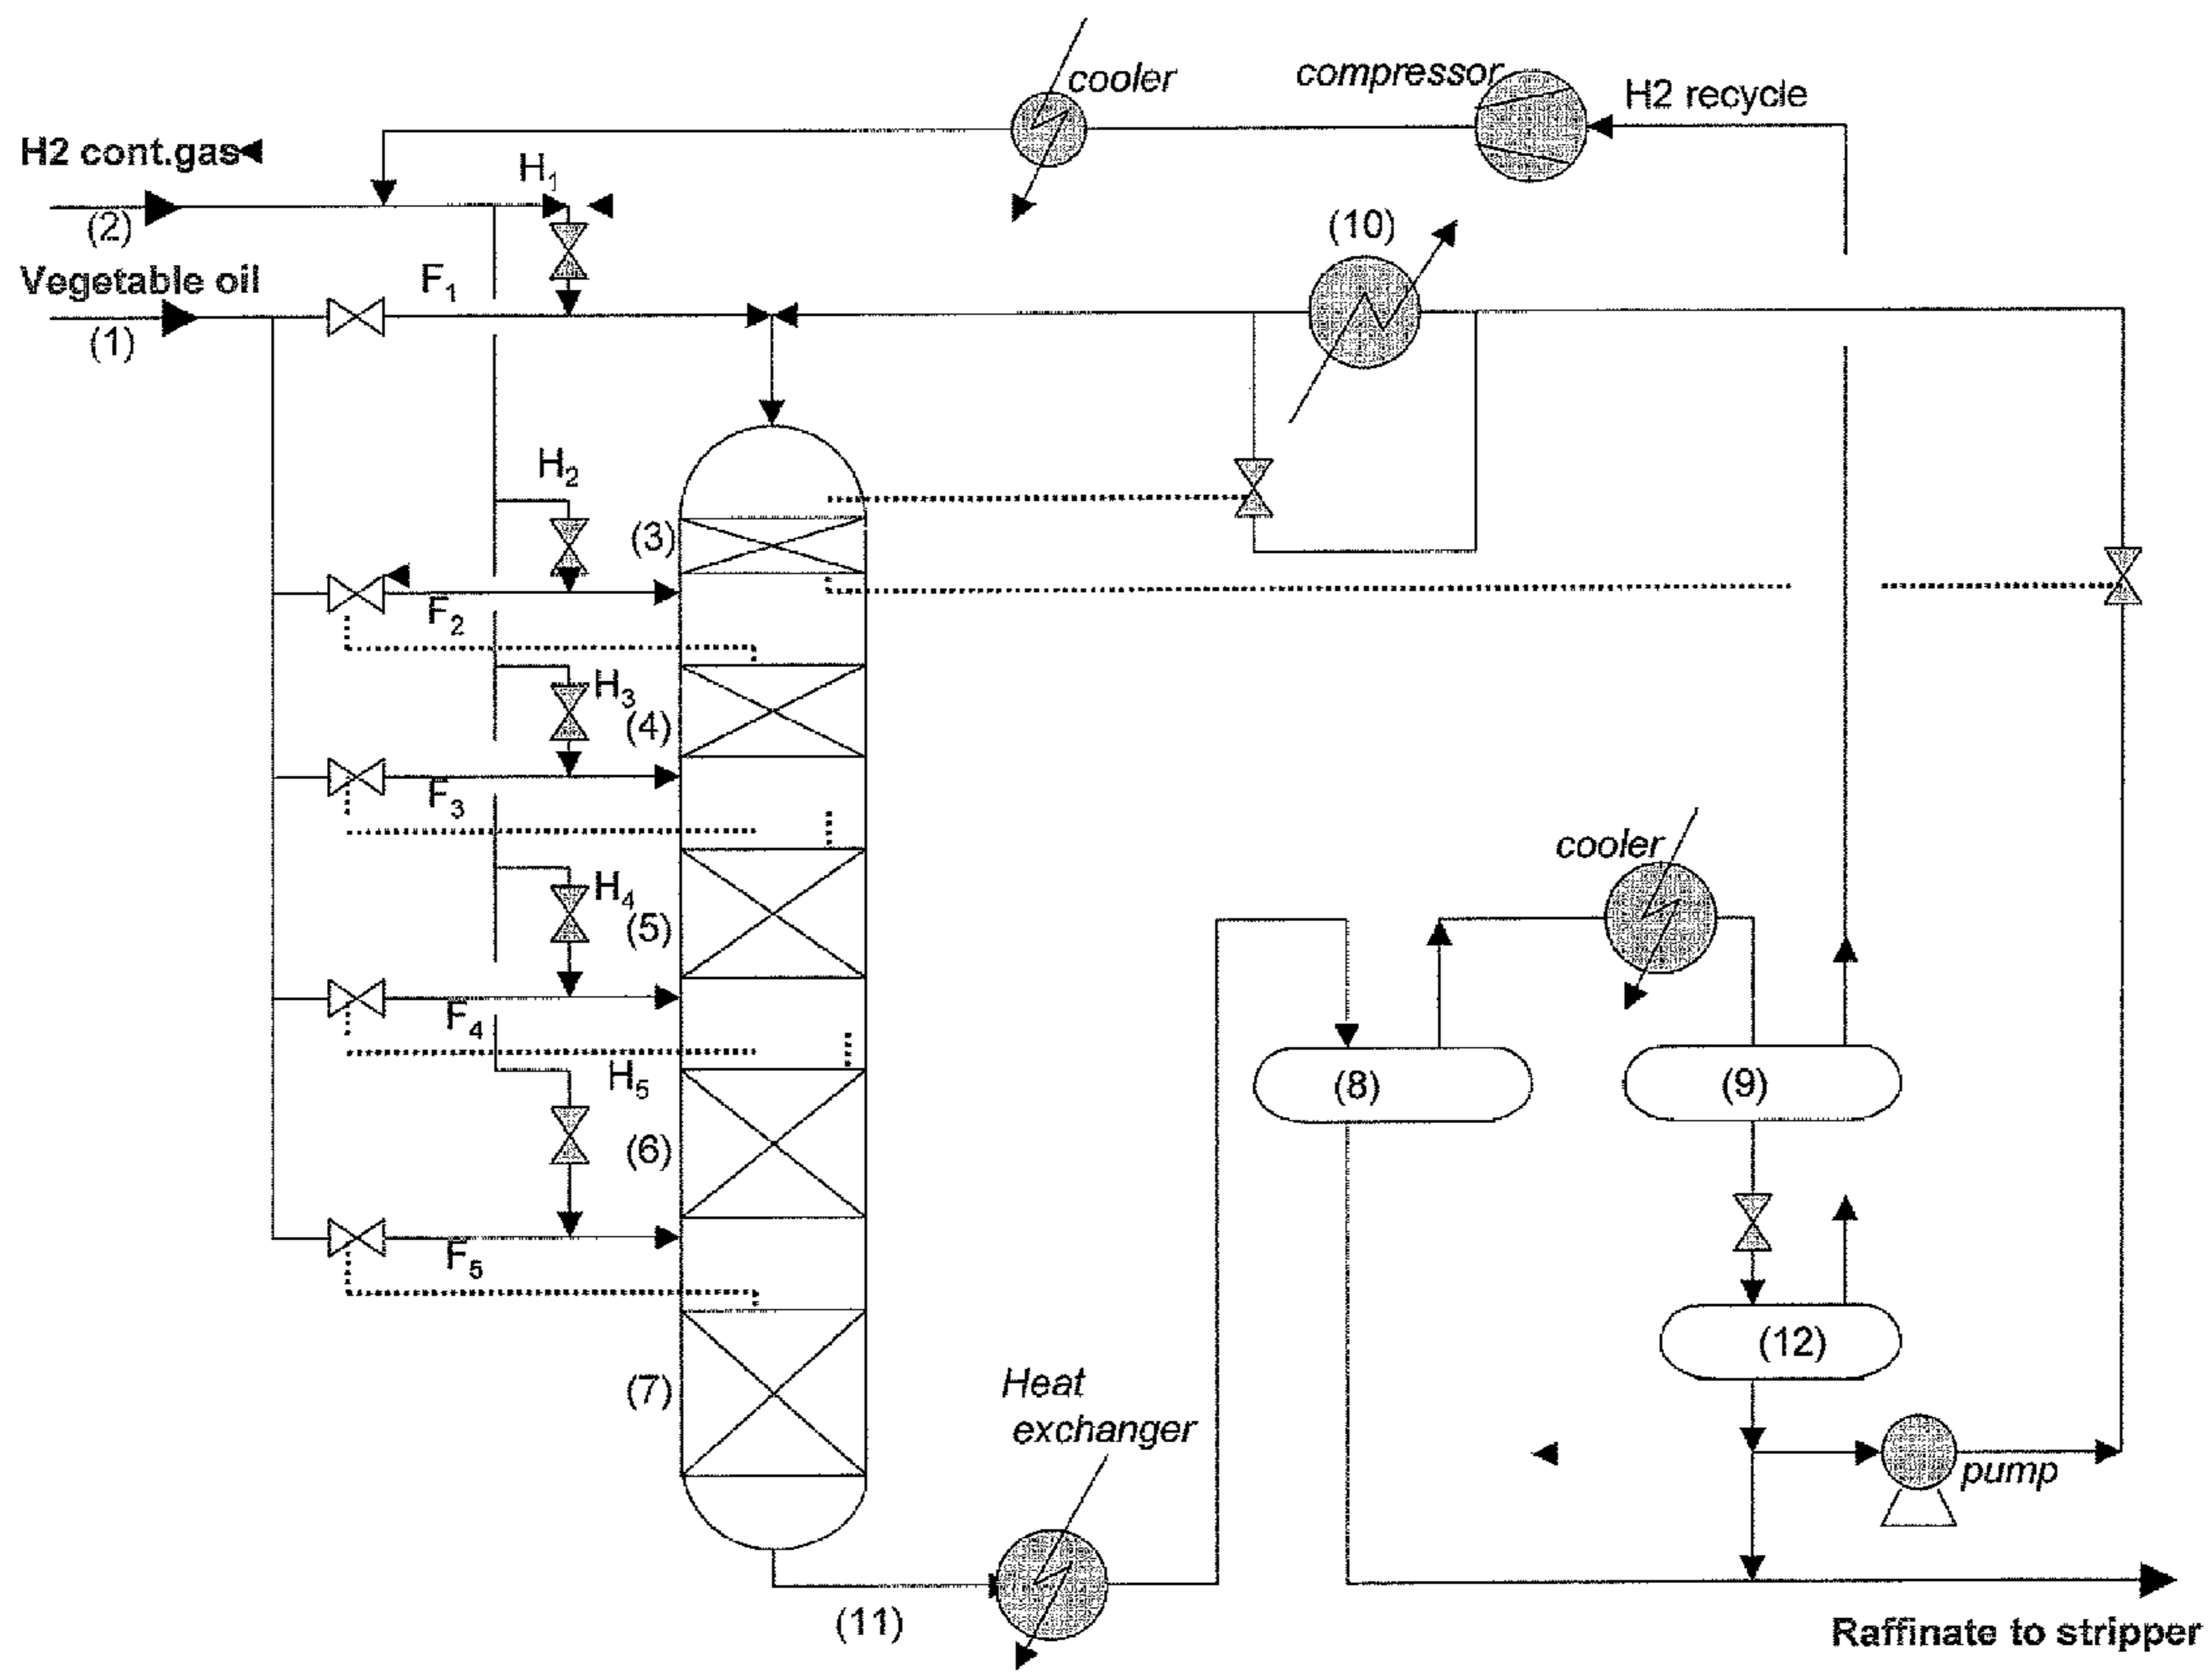 cooler
compressor
H2 recycle
H2 cont.gas
H1
(2)
(10)
Vegetable oil
F1
(1)
H2
(3)
F2
H3
(4)
F3
cooler
H4
(5)
F4
H5
(8)
(9)
(6)
F5
(12)
(7)
Heat
exchanger
pump
(11)
Raffinate to stripper